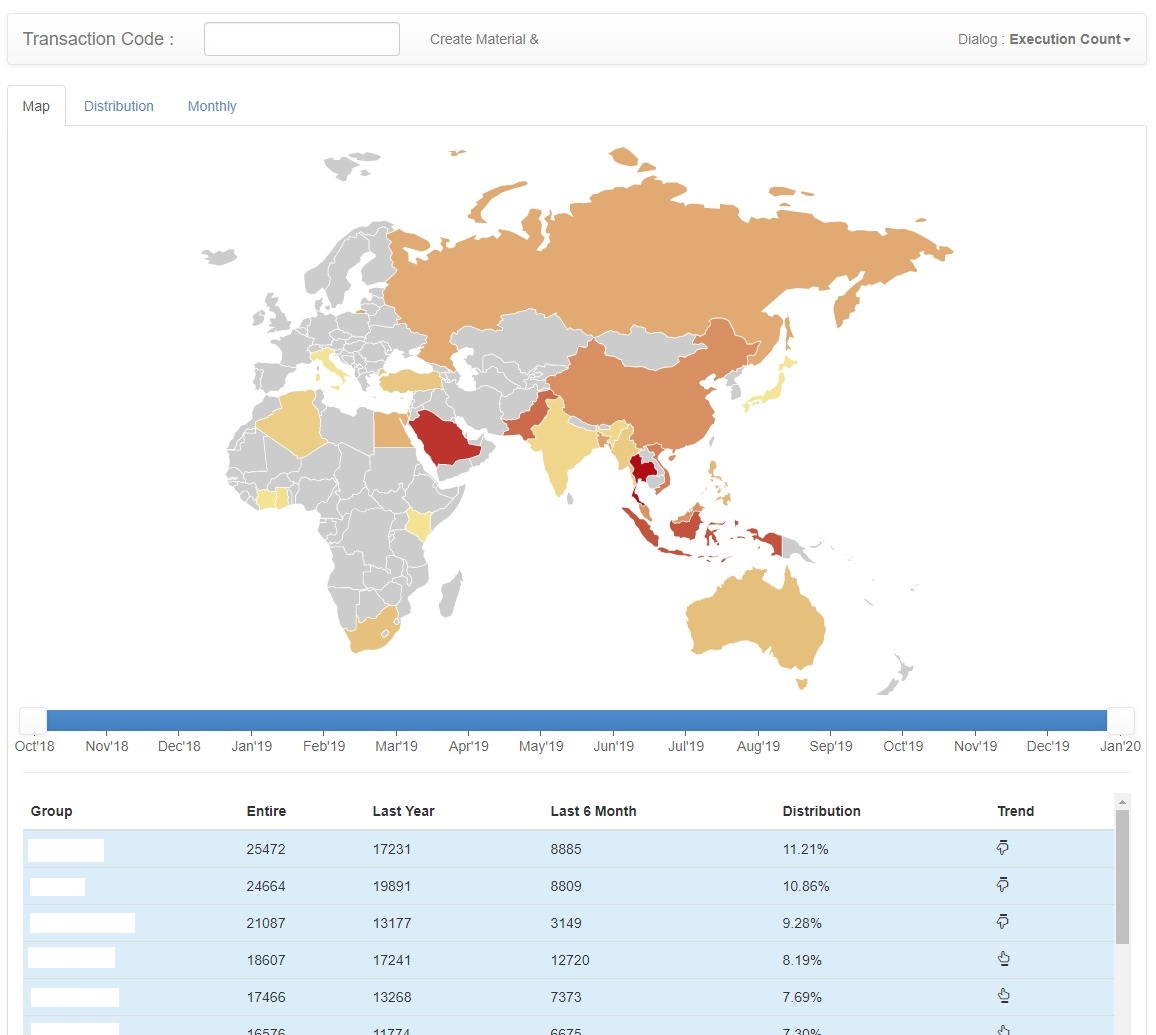 Transaction Code : Create Material & Dialog : Execution Count
Map Distribution Monthly
Oct'18 Nov'18 Dec'18 Jan'19 Feb'19 Mar'19 Apr'19 May'19 Jun'19 Jul'19 Aug'19 Sep'19 Oct'19 Nov'19 Dec'19 Jan'20
Group Entire Last Year Last 6 Month Distribution Trend
25472 17231 8885 11.21%
24664 19891 8809 10.86%
21087 13177 3149 9.28%
18607 17241 12720 8.19%
17466 13268 7373 7.69%
16576 11774 6675 7.30%